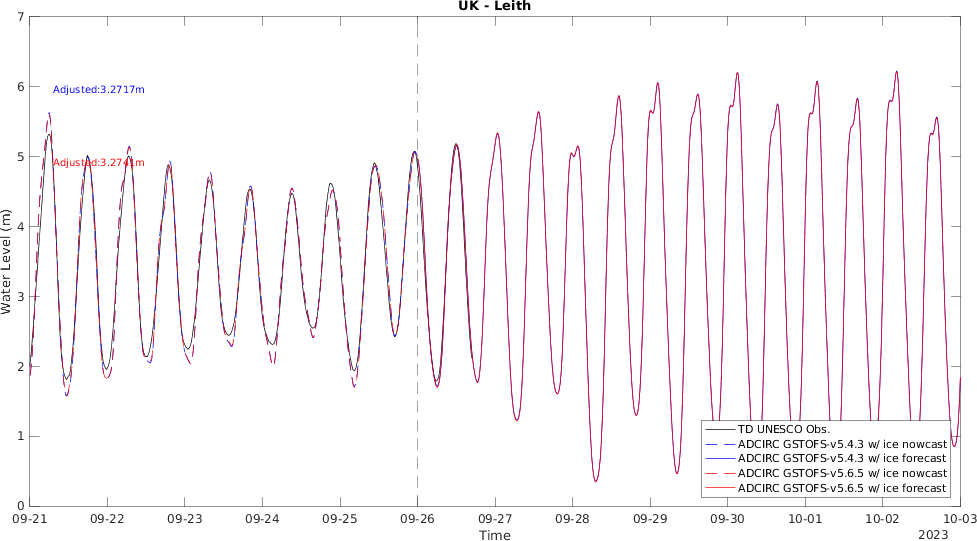 UK - Leith
7
6
5
4
3
2
1
0
Water Level (m)
Adjusted:3.2717m
Adjusted:3.2741m
TD UNESCO Obs.
ADCIRC GSTOFS-v5.4.3 w/ ice nowcast
ADCIRC GSTOFS-v5.4.3 w/ ice forecast
ADCIRC GSTOFS-v5.6.5 w/ ice nowcast
ADCIRC GSTOFS-v5.6.5 w/ ice forecast
09-21 09-22 09-23 09-24 09-25 09-26 09-27 09-28 09-29 09-30 10-01 10-02 10-03
Time
2023